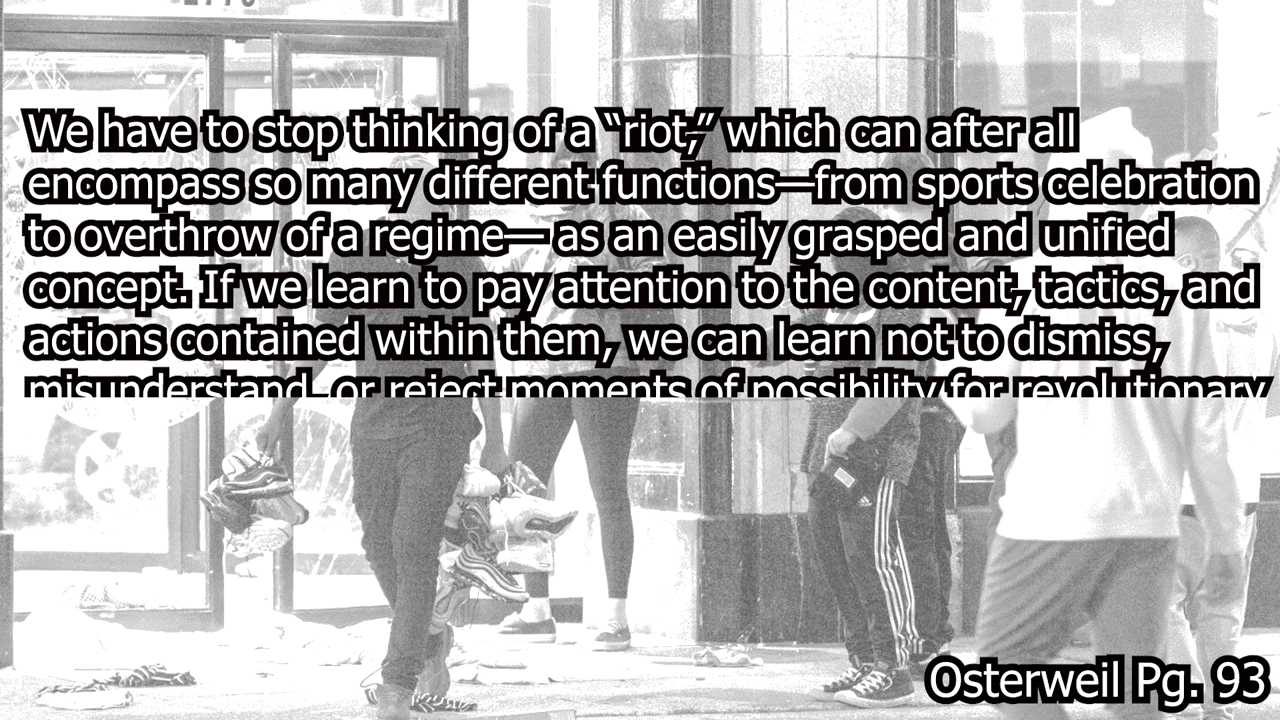 We have to stop thinking of a “riot,” which can after all
encompass so many different functions—from sports celebration
to overthrow of a regime— as an easily grasped and unified
concept. If we learn to pay attention to the content, tactics, and
actions contained within them, we can learn not to dismiss,
misunderstand, or reject moments of possibility for revolutionary
Osterweil Pg. 93